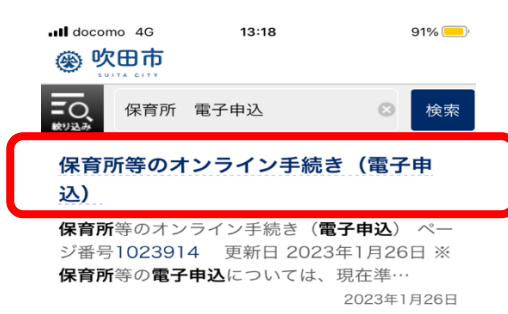 docomo 4G 13:18 91%
吹田市
SUITA CITY
絞り込み 保育所 電子申込 検索
保育所等のオンライン手続き（電子申
込）
保育所等のオンライン手続き（電子申込） ペー
ジ番号1023914 更新日 2023年1月26日 ※
保育所等の電子申込については、現在準…
2023年1月26日